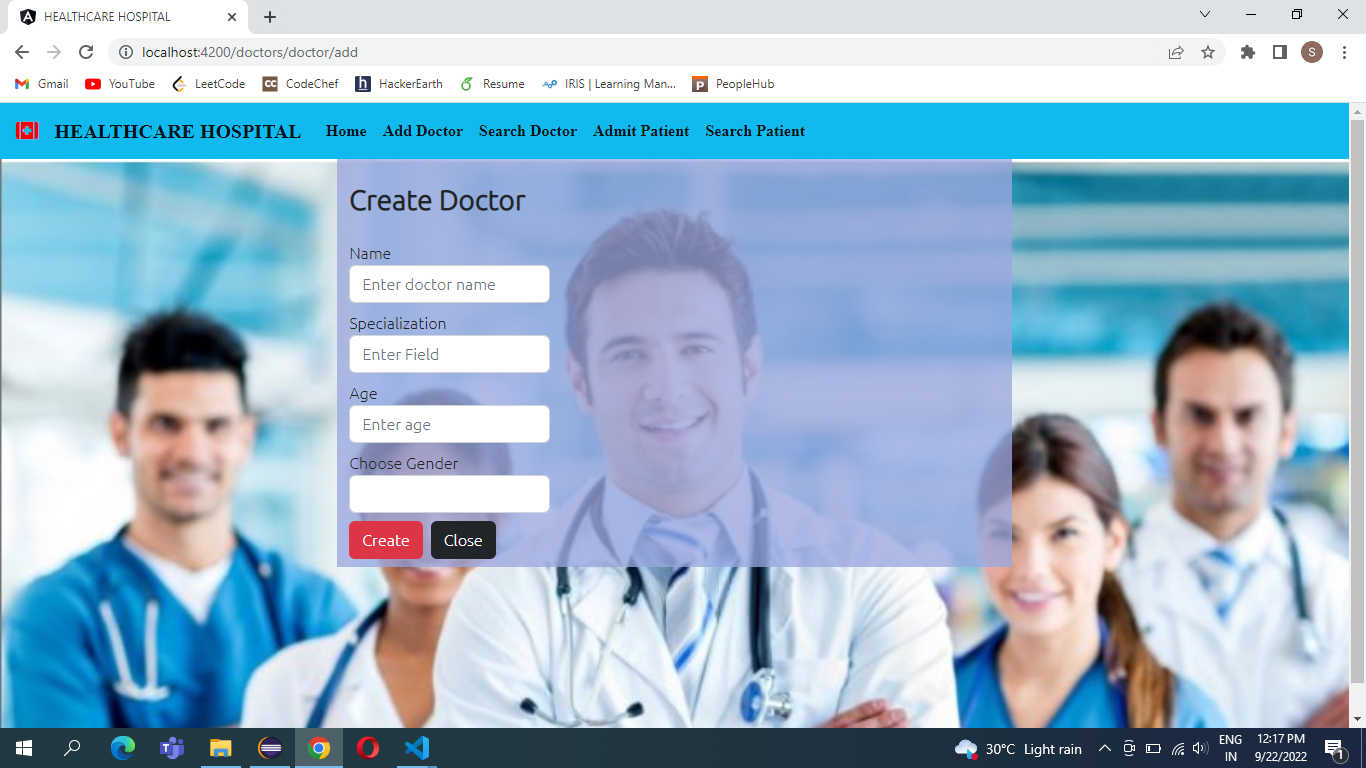 HEALTHCARE HOSPITAL
localhost:4200/doctors/doctor/add
S
Gmail YouTube LeetCode CC CodeChef h HackerEarth Resume IRIS | Learning Man... P PeopleHub
HEALTHCARE HOSPITAL Home Add Doctor Search Doctor Admit Patient Search Patient
Create Doctor
Name
Enter doctor name
Specialization
Enter Field
Age
Enter age
Choose Gender
Create Close
30°C Light rain
ENG
IN
12:17 PM
9/22/2022
1